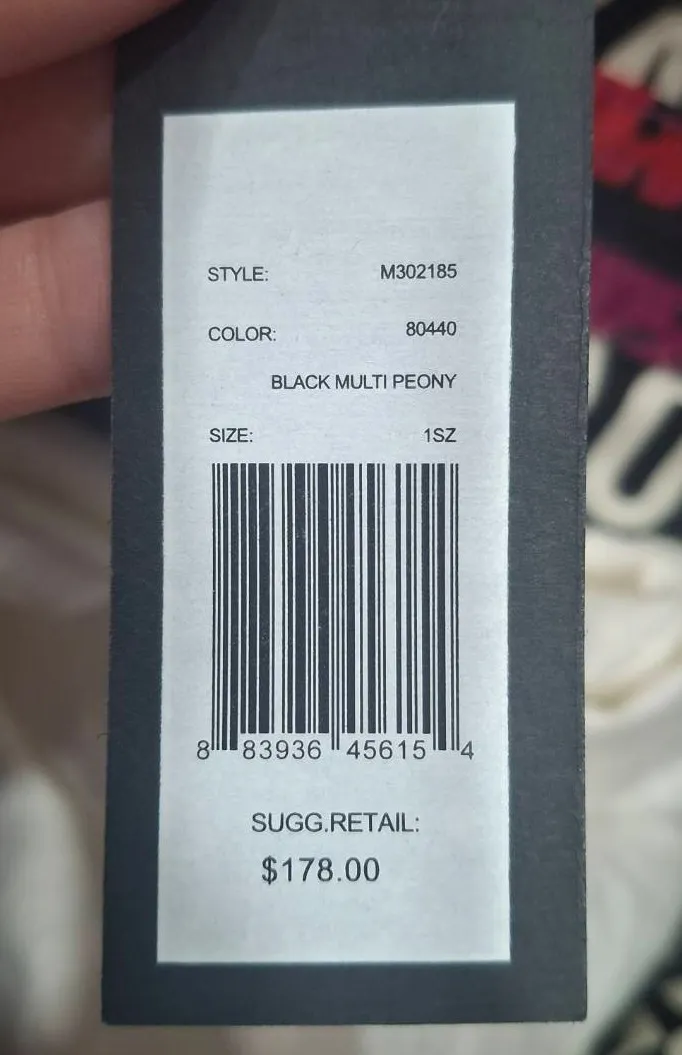 STYLE: M302185
COLOR: 80440
BLACK MULTI PEONY
SIZE: 1SZ
8 83936 45615 4
SUGG.RETAIL:
$178.00